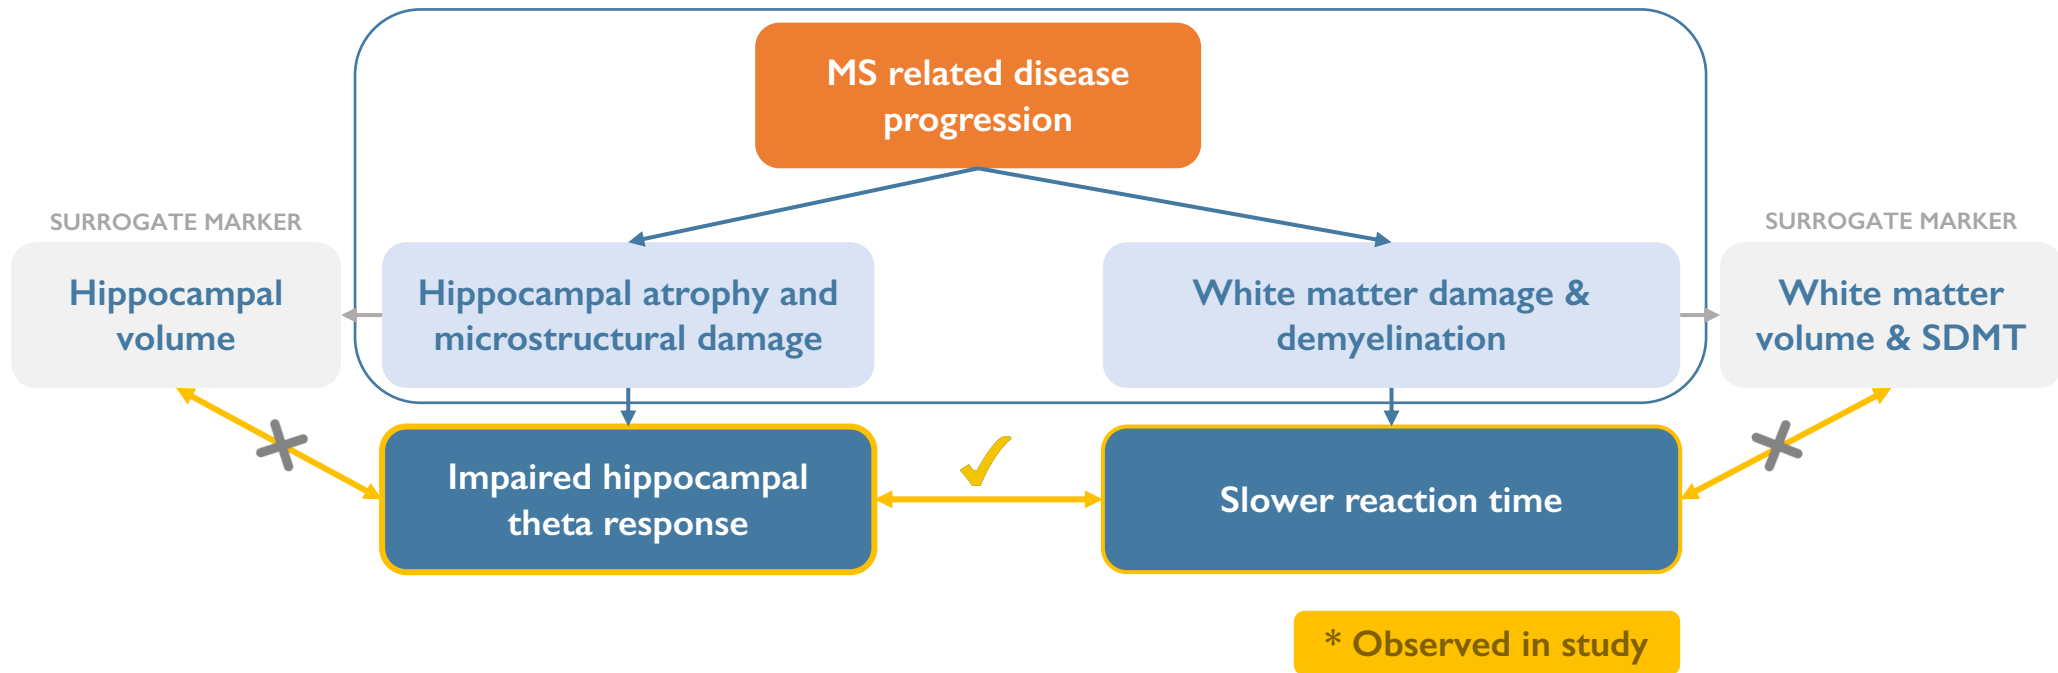 MS related disease
progression
SURROGATE MARKER
Hippocampal
volume
Hippocampal atrophy and
microstructural damage
White matter damage &
demyelination
SURROGATE MARKER
White matter
volume & SDMT
Impaired hippocampal
theta response
Slower reaction time
* Observed in study